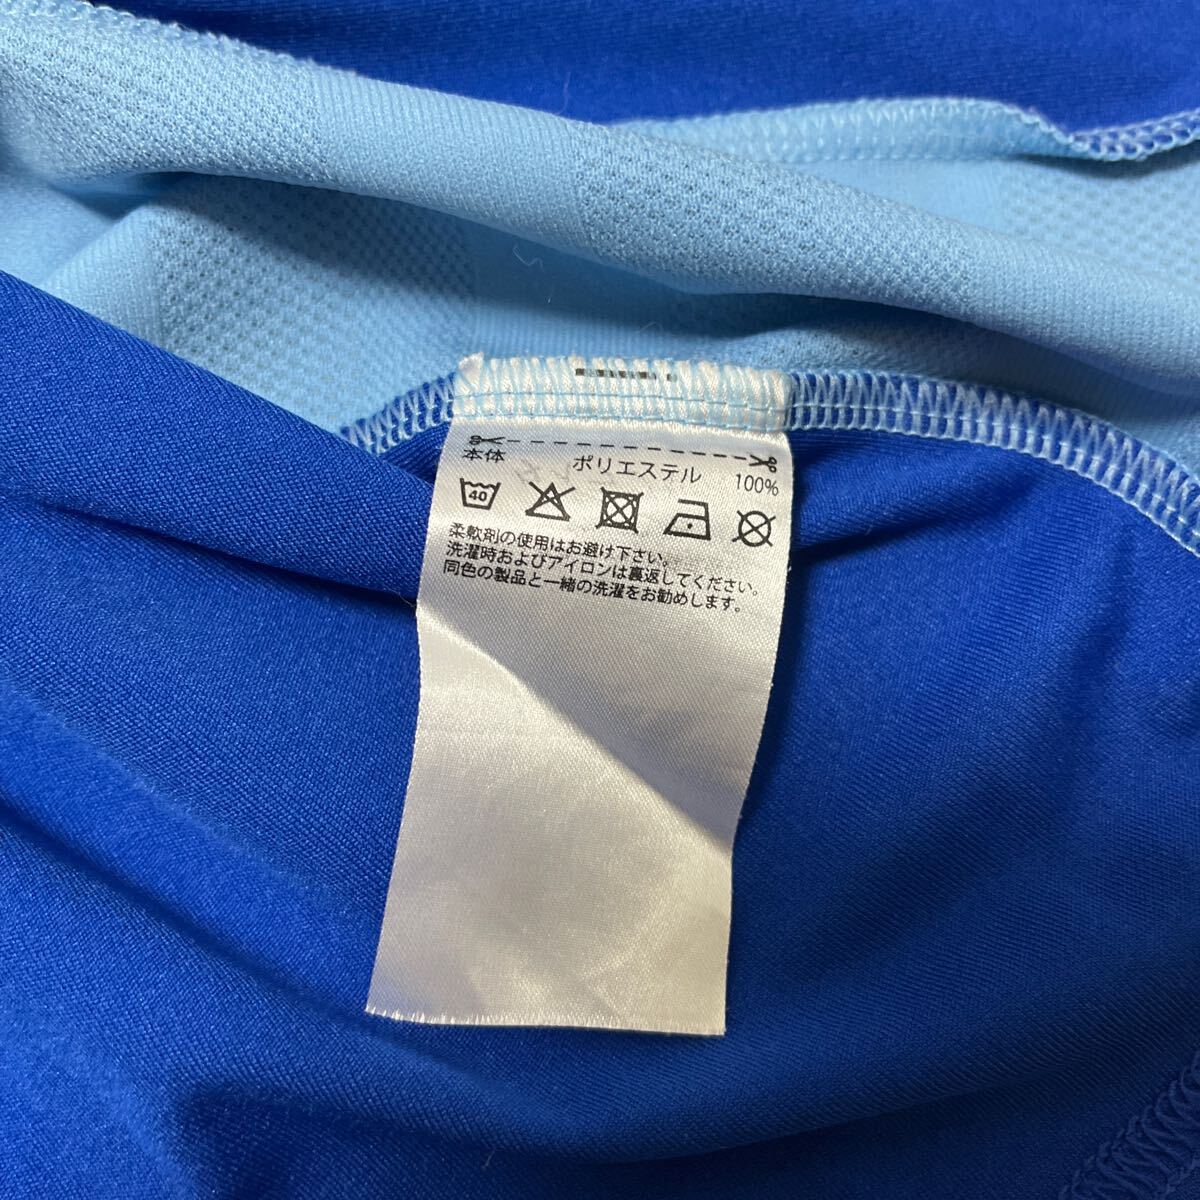 本体 ポリエステル 100%
40
柔軟剤の使用はお避け下さい。
洗濯時およびアイロンは裏返してください。
同色の製品と一緒の洗濯をお勧めします。